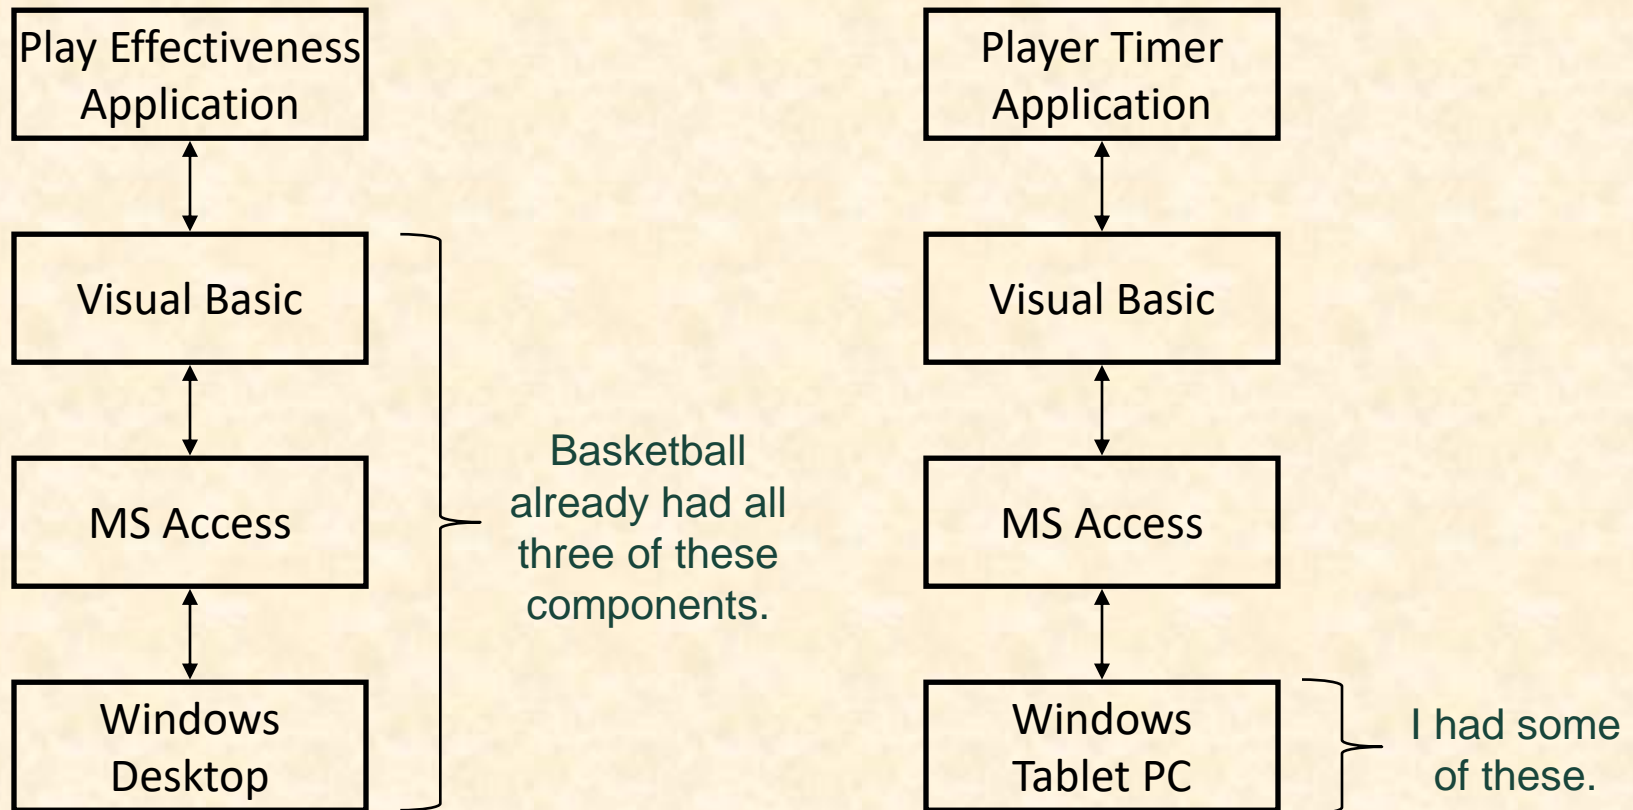 Play Effectiveness
Application
Visual Basic
MS Access
Windows
Desktop
Basketball
already had all
three of these
components.
Player Timer
Application
Visual Basic
MS Access
Windows
Tablet PC
I had some
of these.